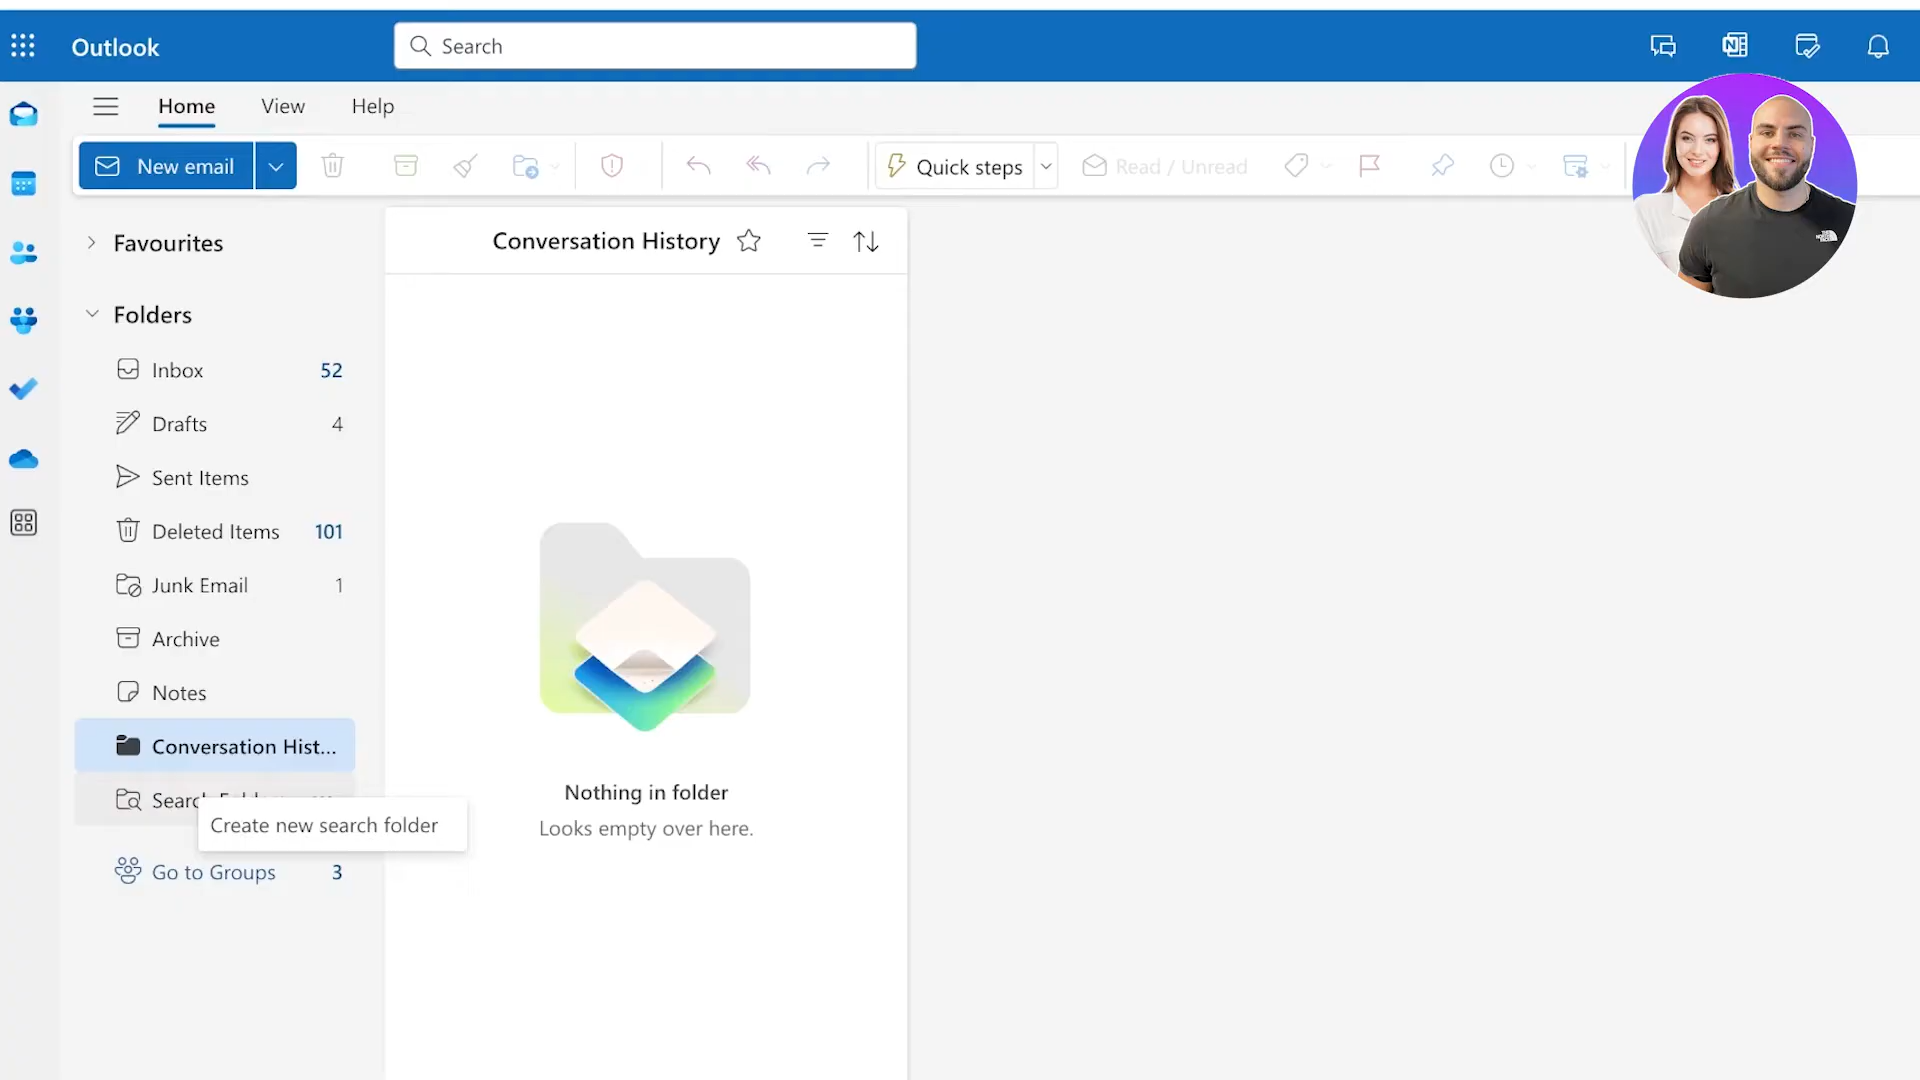 Outlook
Search
Home View Help
New email
Quick steps
Read / Unread
Favourites
Folders
Inbox 52
Drafts 4
Sent Items
Deleted Items 101
Junk Email 1
Archive
Notes
Conversation Hist...
Search
Create new search folder
Go to Groups 3
Conversation History
Nothing in folder
Looks empty over here.